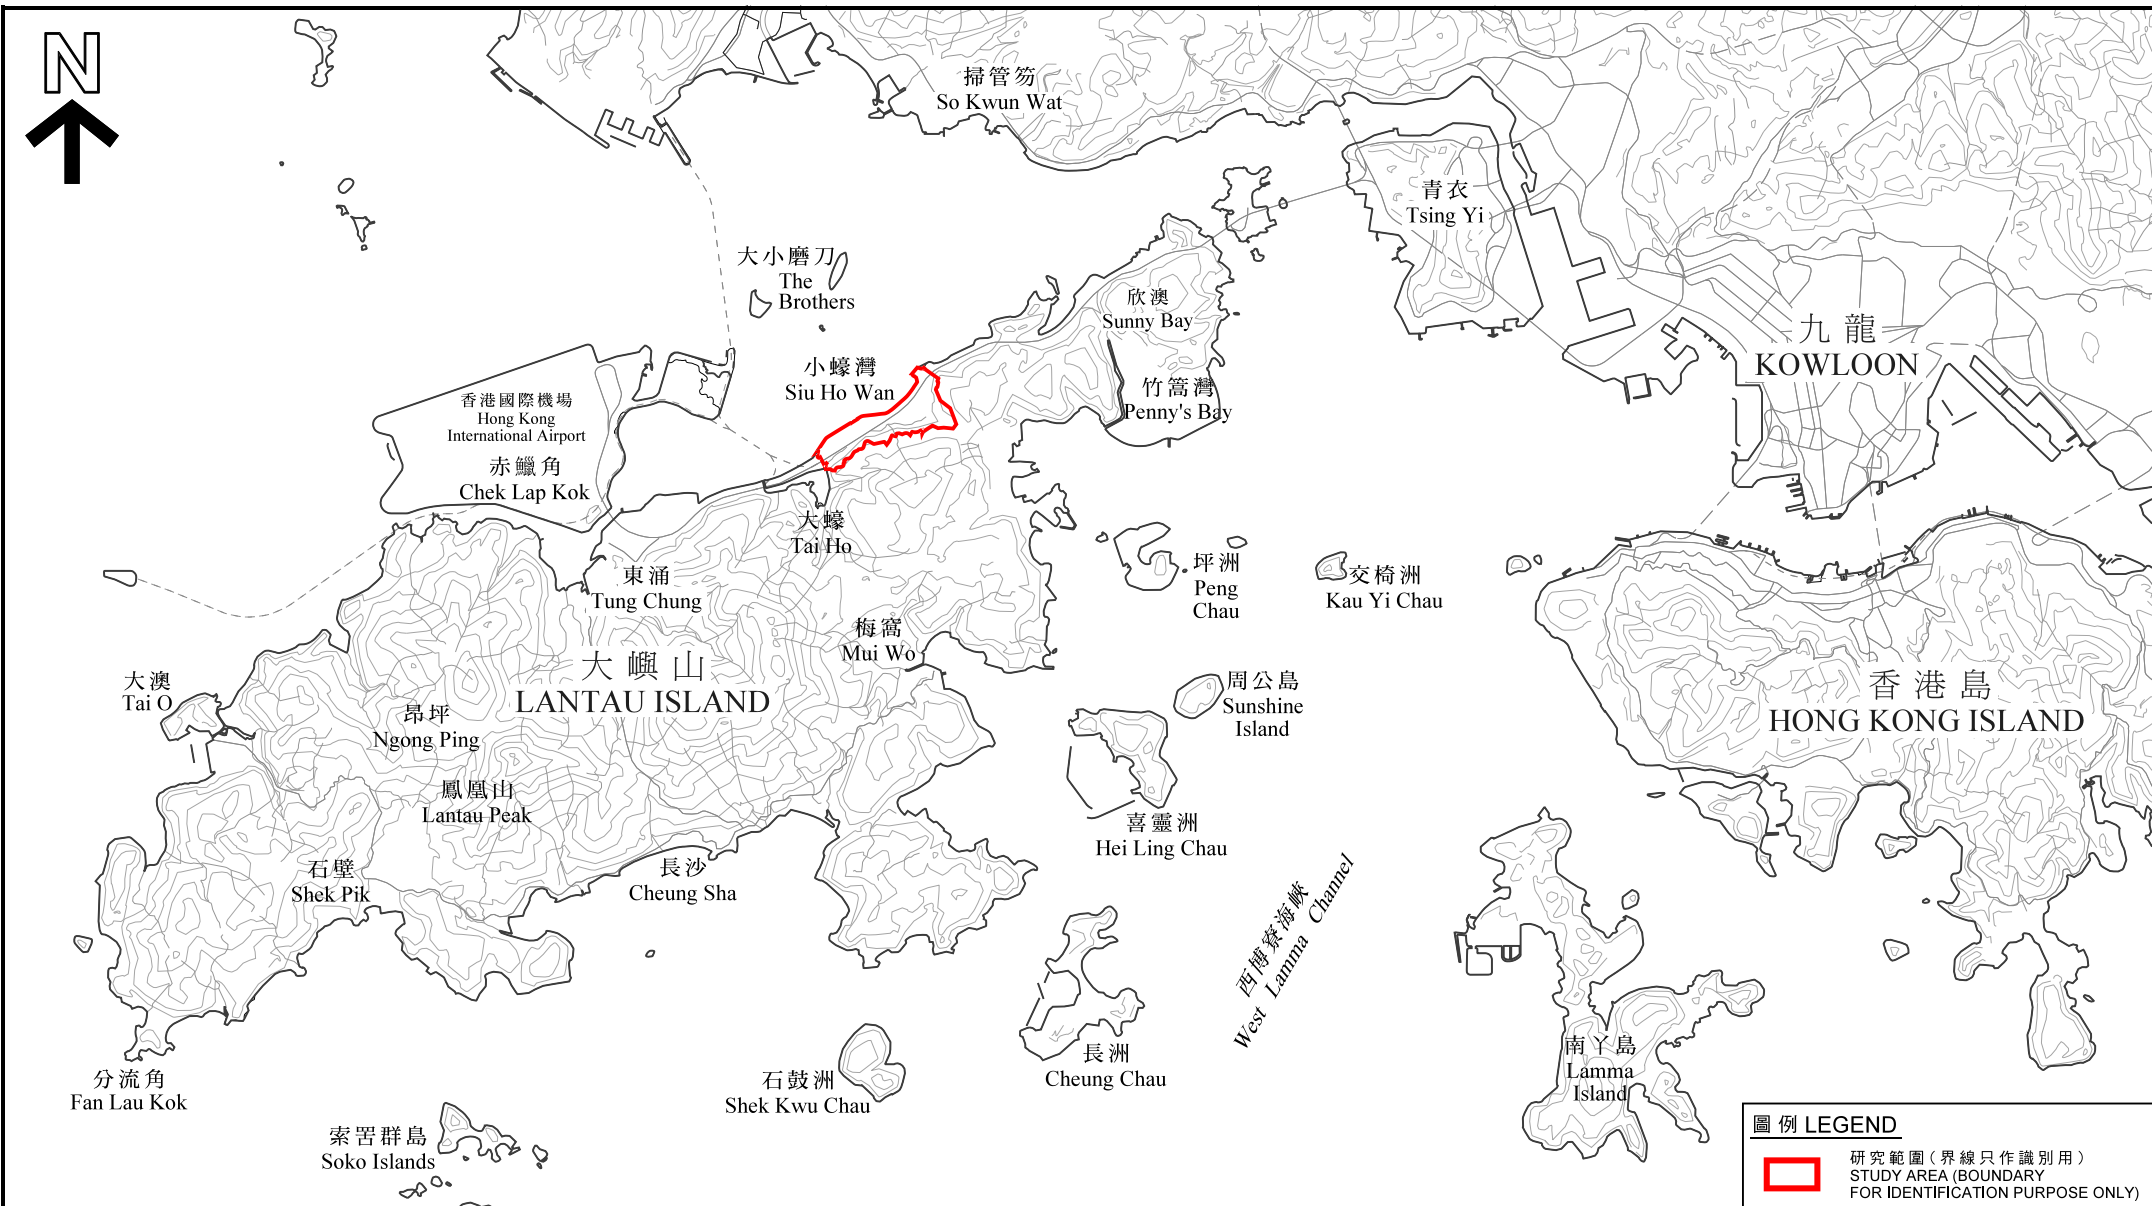 N
掃管笏
So Kwun Wat
青衣
Tsing Yi
大小磨刀
The
Brothers
欣澳
Sunny Bay
九龍
KOWLOON
小蠔灣
Siu Ho Wan
竹篙灣
Penny's Bay
香港國際機場
Hong Kong
International Airport
赤鱲角
Chek Lap Kok
大蠔
Tai Ho
東涌
Tung Chung
坪洲
Peng
Chau
交椅洲
Kau Yi Chau
梅窩
Mui Wo
大嶼山
LANTAU ISLAND
大澳
Tai O
周公島
Sunshine
Island
香港島
HONG KONG ISLAND
昂坪
Ngong Ping
鳳凰山
Lantau Peak
喜靈洲
Hei Ling Chau
石壁
Shek Pik
長沙
Cheung Sha
西博寮海峽
West Lamma Channel
長洲
Cheung Chau
南丫島
Lamma
Island
分流角
Fan Lau Kok
石鼓洲
Shek Kwu Chau
索罟群島
Soko Islands
圖例 LEGEND
研究範圍(界線只作識別用)
STUDY AREA (BOUNDARY
FOR IDENTIFICATION PURPOSE ONLY)